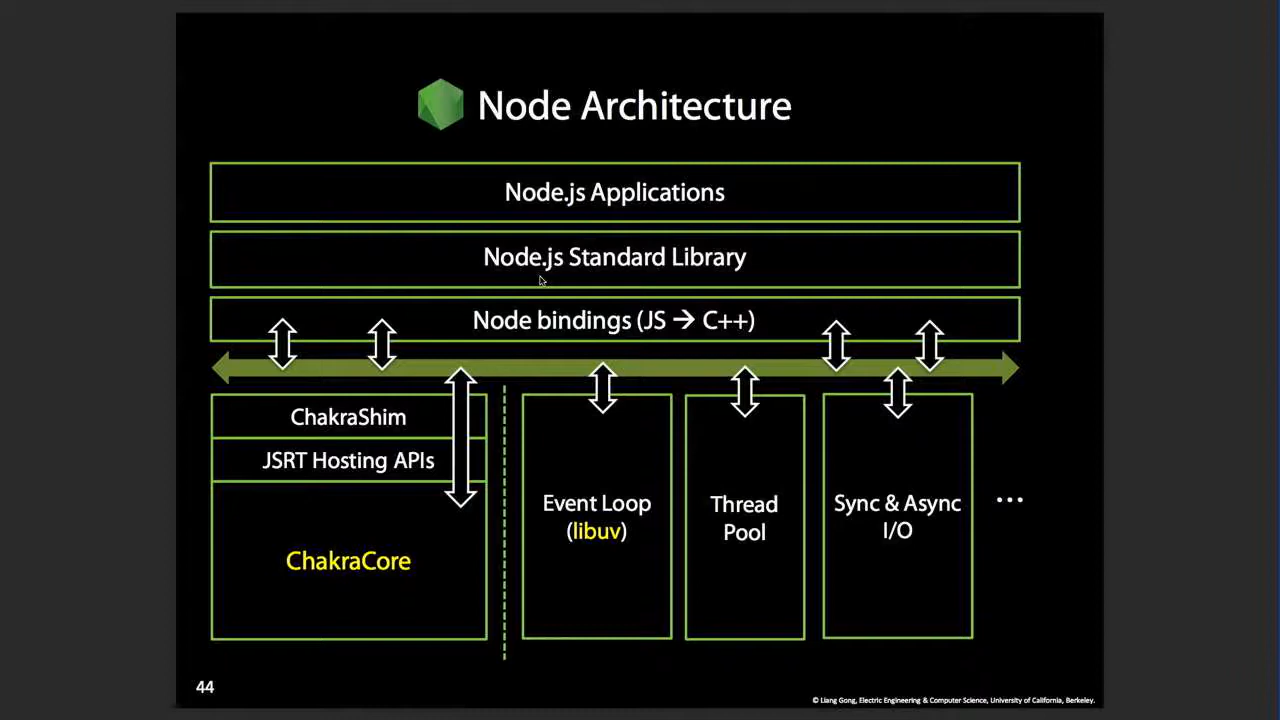 Node Architecture
Node.js Applications
Node.js Standard Library
Node bindings (JS → C++)
ChakraShim
JSRT Hosting APIs
ChakraCore
Event Loop
(libuv)
Thread
Pool
Sync & Async
I/O
...
44
© Liang Gong, Electric Engineering & Computer Science, University of California, Berkeley.